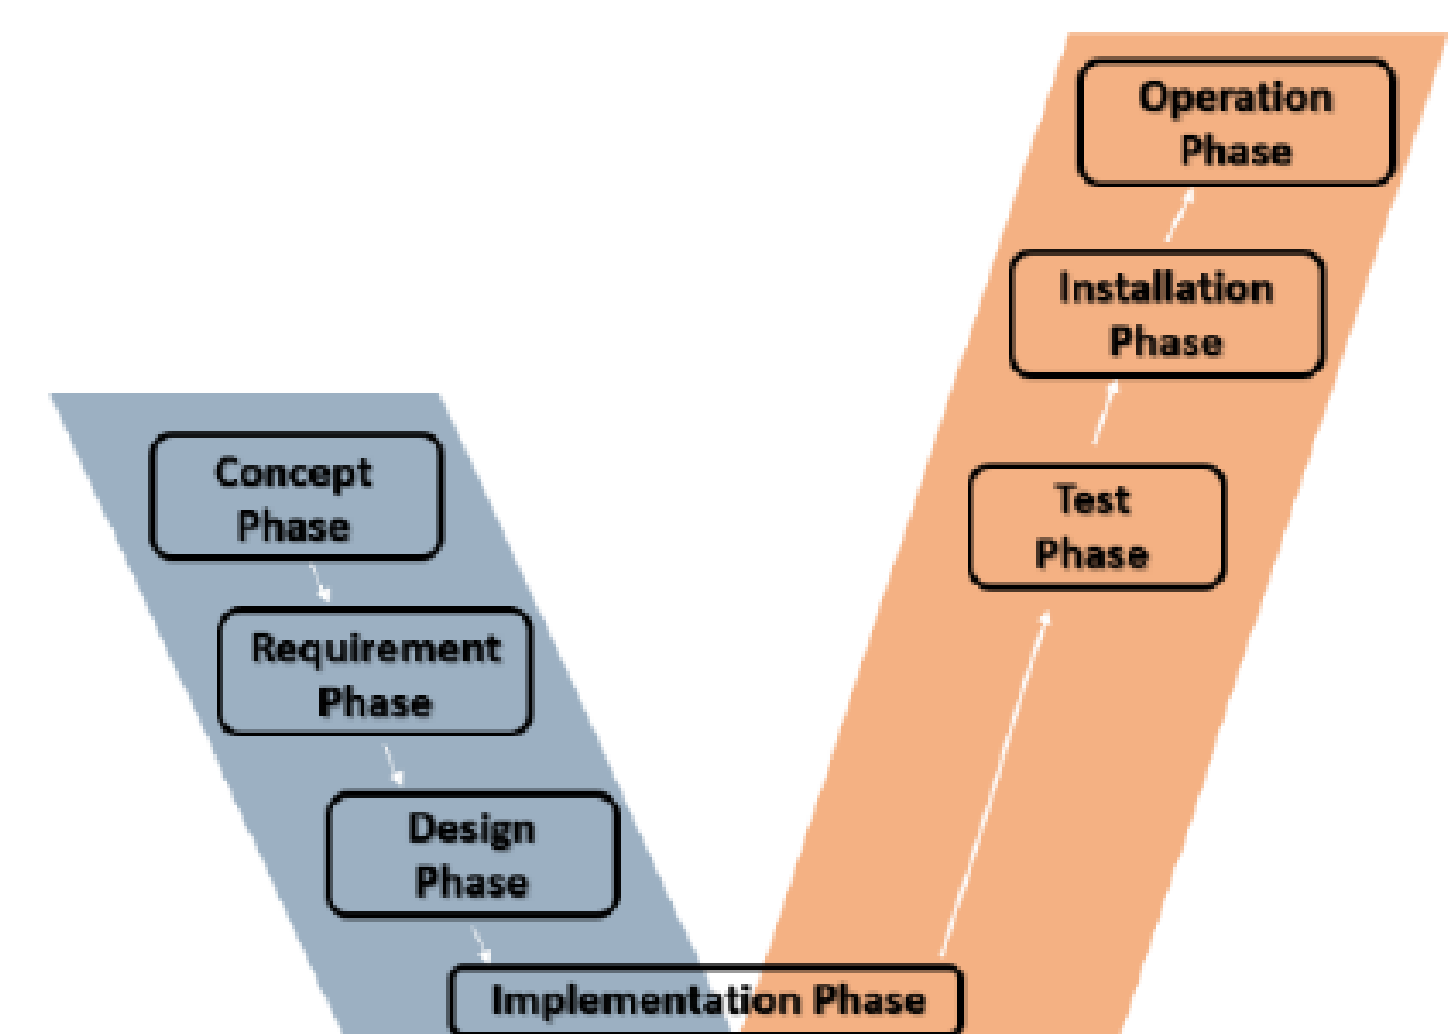 Operation
Phase
Installation
Phase
Concept
Phase
Test
Phase
Requirement
Phase
Design
Phase
Implementation Phase